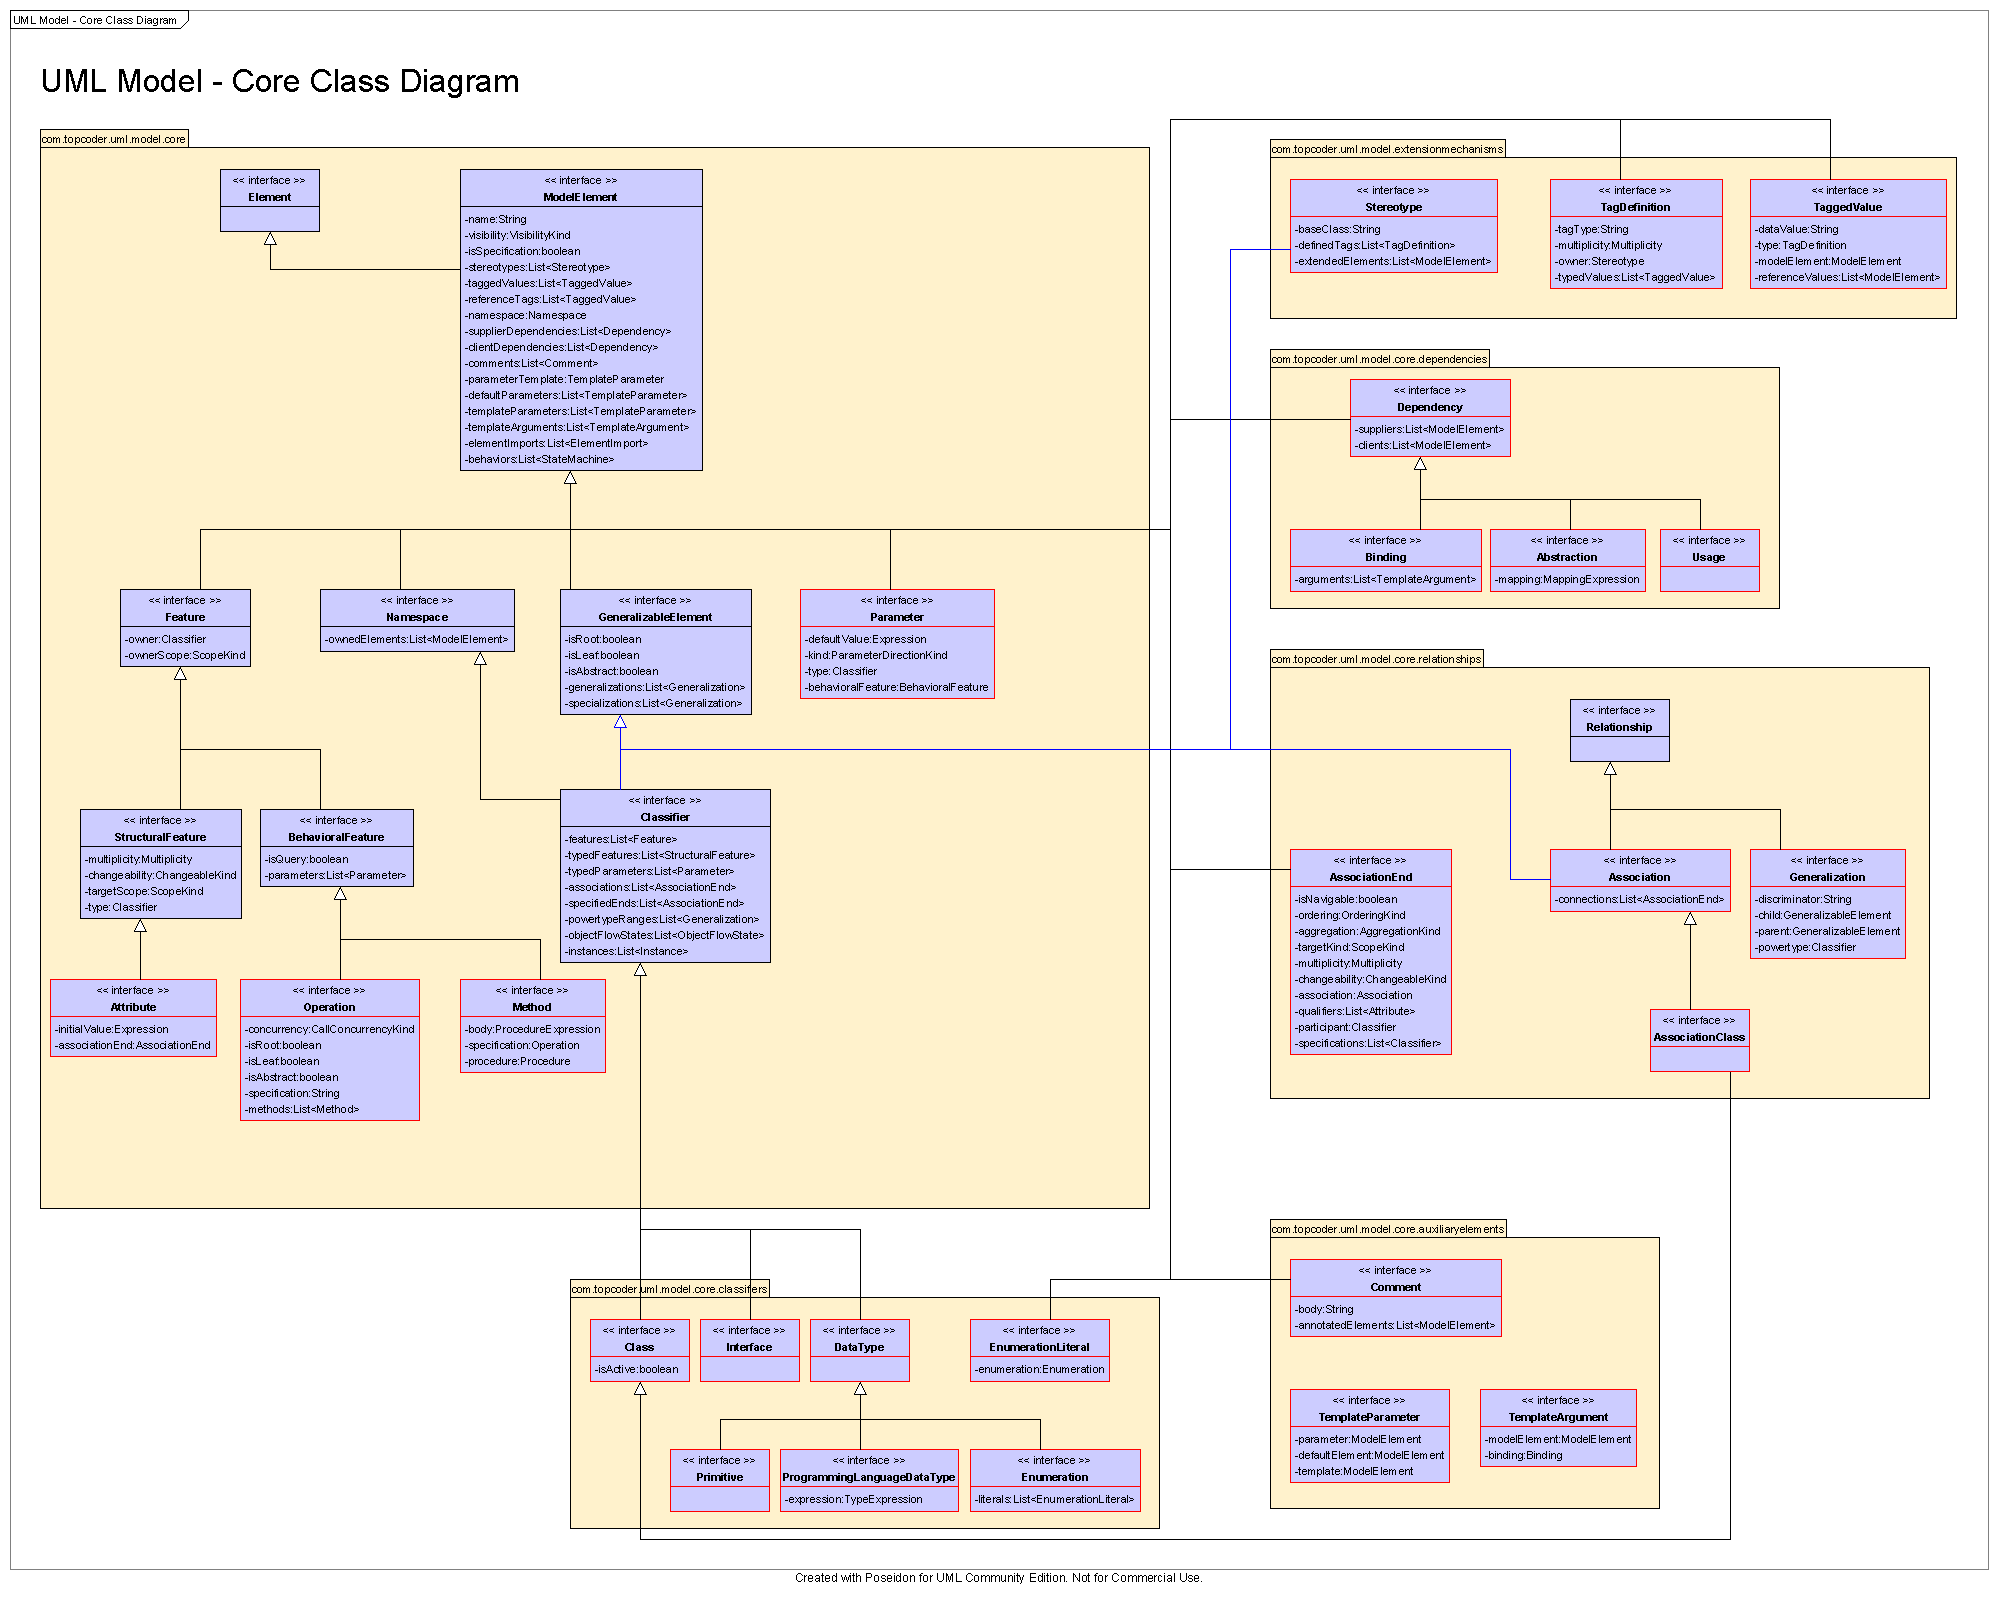 UML Model - Core Class Diagram
UML Model - Core Class Diagram
com.topcoder.uml.model.core
<< interface >>
Element
<< interface >>
ModelElement
-name:String
-visibility:VisibilityKind
-isSpecification:boolean
-stereotypes:List<Stereotype>
-taggedValues:List<TaggedValue>
-referenceTags:List<TaggedValue>
-namespace:Namespace
-supplierDependencies:List<Dependency>
-clientDependencies:List<Dependency>
-comments:List<Comment>
-parameterTemplate:TemplateParameter
-defaultParameters:List<TemplateParameter>
-templateParameters:List<TemplateParameter>
-templateArguments:List<TemplateArgument>
-elementImports:List<ElementImport>
-behaviors:List<StateMachine>
<< interface >>
Feature
-owner:Classifier
-ownerScope:ScopeKind
<< interface >>
Namespace
-ownedElements:List<ModelElement>
<< interface >>
GeneralizableElement
-isRoot:boolean
-isLeaf:boolean
-isAbstract:boolean
-generalizations:List<Generalization>
-specializations:List<Generalization>
<< interface >>
Parameter
-defaultValue:Expression
-kind:ParameterDirectionKind
-type:Classifier
-behavioralFeature:BehavioralFeature
<< interface >>
StructuralFeature
-multiplicity:Multiplicity
-changeability:ChangeableKind
-targetScope:ScopeKind
-type:Classifier
<< interface >>
BehavioralFeature
-isQuery:boolean
-parameters:List<Parameter>
<< interface >>
Classifier
-features:List<Feature>
-typedFeatures:List<StructuralFeature>
-typedParameters:List<Parameter>
-associations:List<AssociationEnd>
-specifiedEnds:List<AssociationEnd>
-powertypeRanges:List<Generalization>
-objectFlowStates:List<ObjectFlowState>
-instances:List<Instance>
<< interface >>
Attribute
-initialValue:Expression
-associationEnd:AssociationEnd
<< interface >>
Operation
-concurrency:CallConcurrencyKind
-isRoot:boolean
-isLeaf:boolean
-isAbstract:boolean
-specification:String
-methods:List<Method>
<< interface >>
Method
-body:ProcedureExpression
-specification:Operation
-procedure:Procedure
com.topcoder.uml.model.extensionmechanisms
<< interface >>
Stereotype
-baseClass:String
-definedTags:List<TagDefinition>
-extendedElements:List<ModelElement>
<< interface >>
TagDefinition
-tagType:String
-multiplicity:Multiplicity
-owner:Stereotype
-typedValues:List<TaggedValue>
<< interface >>
TaggedValue
-dataValue:String
-type:TagDefinition
-modelElement:ModelElement
-referenceValues:List<ModelElement>
com.topcoder.uml.model.core.dependencies
<< interface >>
Dependency
-suppliers:List<ModelElement>
-clients:List<ModelElement>
<< interface >>
Binding
-arguments:List<TemplateArgument>
<< interface >>
Abstraction
-mapping:MappingExpression
<< interface >>
Usage
com.topcoder.uml.model.core.relationships
<< interface >>
Relationship
<< interface >>
AssociationEnd
-isNavigable:boolean
-ordering:OrderingKind
-aggregation:AggregationKind
-targetKind:ScopeKind
-multiplicity:Multiplicity
-changeability:ChangeableKind
-association:Association
-qualifiers:List<Attribute>
-participant:Classifier
-specifications:List<Classifier>
<< interface >>
Association
-connections:List<AssociationEnd>
<< interface >>
Generalization
-discriminator:String
-child:GeneralizableElement
-parent:GeneralizableElement
-powertype:Classifier
<< interface >>
AssociationClass
com.topcoder.uml.model.core.classifiers
<< interface >>
Class
-isActive:boolean
<< interface >>
Interface
<< interface >>
DataType
<< interface >>
EnumerationLiteral
-enumeration:Enumeration
<< interface >>
Primitive
<< interface >>
ProgrammingLanguageDataType
-expression:TypeExpression
<< interface >>
Enumeration
-literals:List<EnumerationLiteral>
com.topcoder.uml.model.core.auxiliaryelements
<< interface >>
Comment
-body:String
-annotatedElements:List<ModelElement>
<< interface >>
TemplateParameter
-parameter:ModelElement
-defaultElement:ModelElement
-template:ModelElement
<< interface >>
TemplateArgument
-modelElement:ModelElement
-binding:Binding
Created with Poseidon for UML Community Edition. Not for Commercial Use.